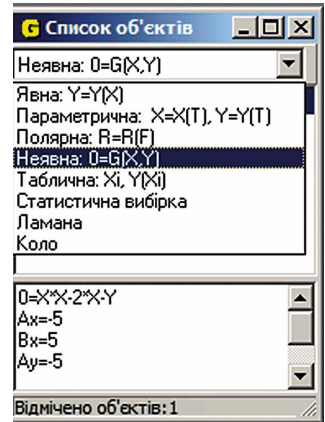 G Список об'єктів
Неявна: 0=G(X,Y)
Явна: Y=Y(X)
Параметрична: X=X(T), Y=Y(T)
Полярна: R=R(F)
Неявна: 0=G(X,Y)
Таблична: Xi, Y(Xi)
Статистична вибірка
Ламана
Коло
0=X*X-2*X-Y
Ax=-5
Bx=5
Ay=-5
Відмічено об'єктів:1